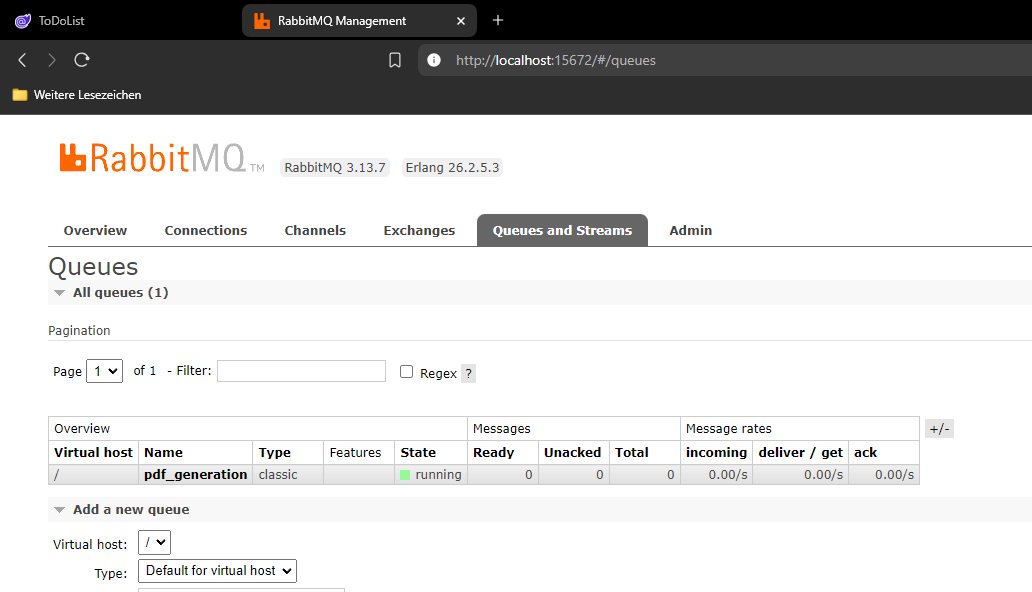 ToDoList
RabbitMQ Management
http://localhost:15672/#/queues
Weitere Lesezeichen
RabbitMQ TM RabbitMQ 3.13.7 Erlang 26.2.5.3
Overview Connections Channels Exchanges Queues and Streams Admin
Queues
All queues (1)
Pagination
Page 1 of 1 - Filter: Regex ?
Overview Messages Message rates +/-
Virtual host Name Type Features State Ready Unacked Total incoming deliver / get ack
/ pdf_generation classic running 0 0 0 0.00/s 0.00/s 0.00/s
Add a new queue
Virtual host: /
Type: Default for virtual host